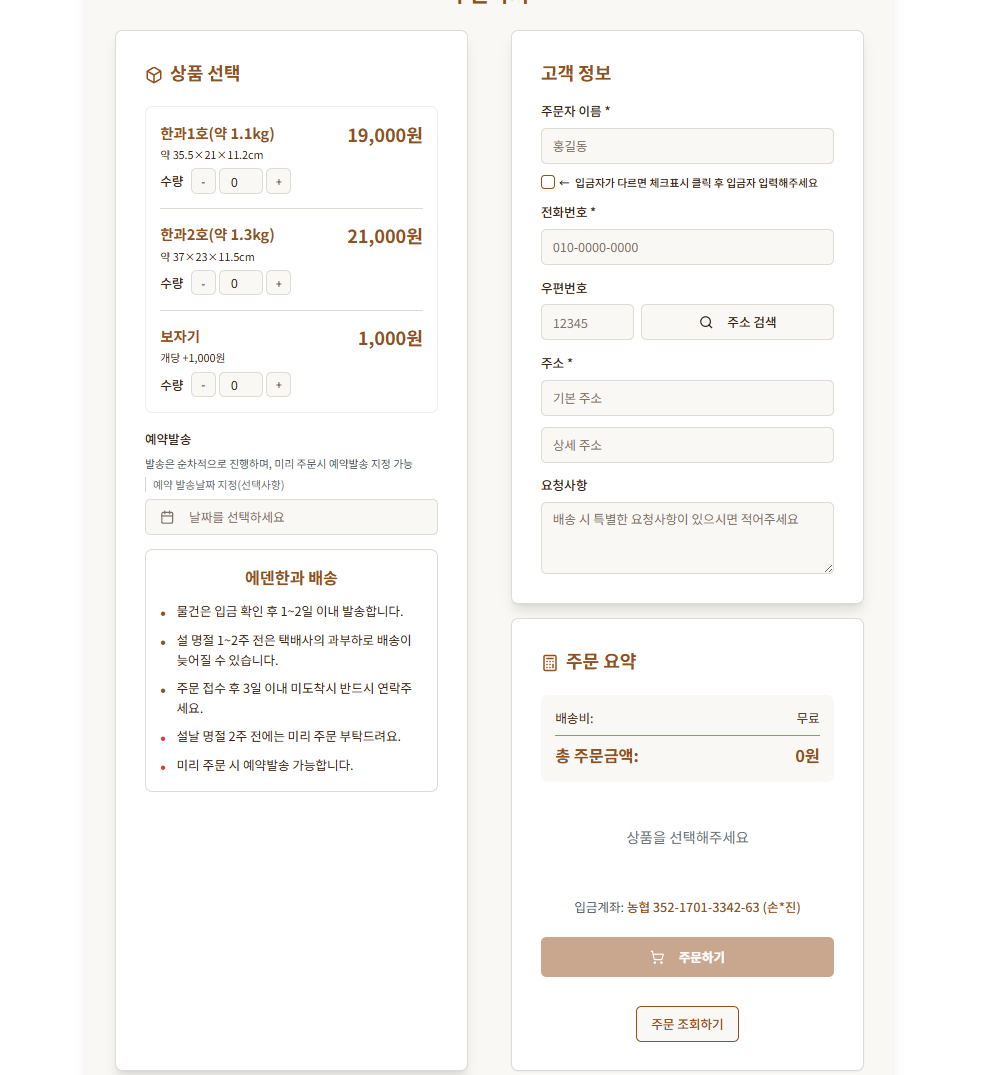 상품 선택
한과1호(약 1.1kg)
19,000원
약 35.5×21×11.2cm
수량 - 0 +
한과2호(약 1.3kg)
21,000원
약 37×23×11.5cm
수량 - 0 +
보자기
1,000원
개당 +1,000원
수량 - 0 +
예약발송
발송은 순차적으로 진행하며, 미리 주문시 예약발송 지정 가능
예약 발송날짜 지정(선택사항)
날짜를 선택하세요
에덴한과 배송
• 물건은 입금 확인 후 1~2일 이내 발송합니다.
• 설 명절 1~2주 전은 택배사의 과부하로 배송이
늦어질 수 있습니다.
• 주문 접수 후 3일 이내 미도착시 반드시 연락주
세요.
• 설날 명절 2주 전에는 미리 주문 부탁드려요.
• 미리 주문 시 예약발송 가능합니다.
고객 정보
주문자 이름 *
홍길동
← 입금자가 다르면 체크표시 클릭 후 입금자 입력해주세요
전화번호 *
010-0000-0000
우편번호
12345
주소 검색
주소 *
기본 주소
상세 주소
요청사항
배송 시 특별한 요청사항이 있으시면 적어주세요
주문 요약
배송비: 무료
총 주문금액: 0원
상품을 선택해주세요
입금계좌: 농협 352-1701-3342-63 (손*진)
주문하기
주문 조회하기